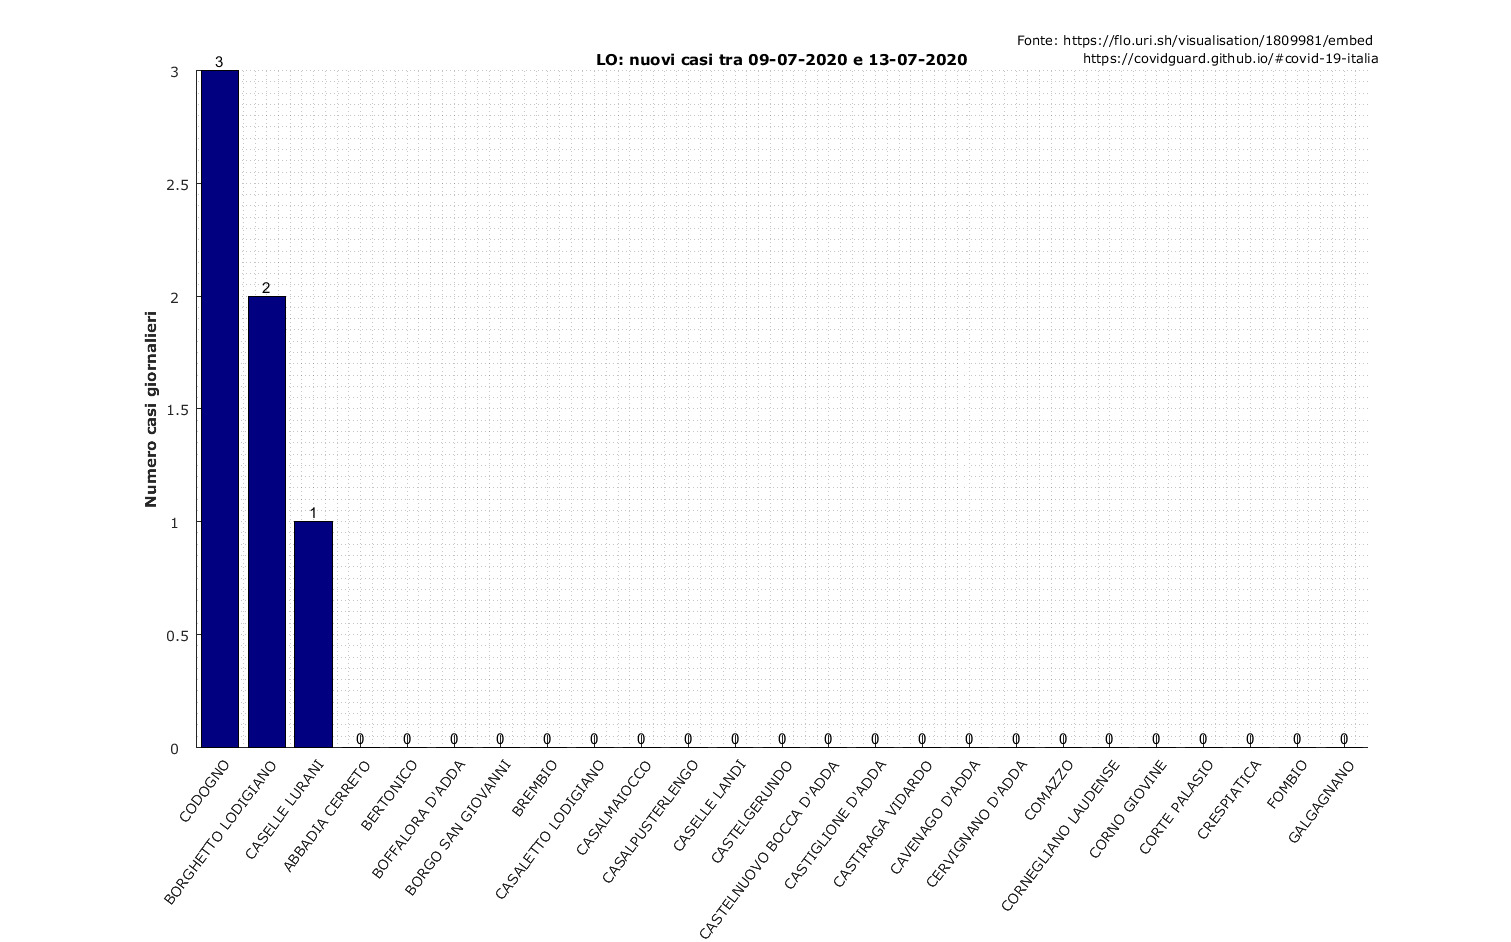 Fonte: https://flo.uri.sh/visualisation/1809981/embed
https://covidguard.github.io/#covid-19-italia
LO: nuovi casi tra 09-07-2020 e 13-07-2020
Numero casi giornalieri
3
2.5
2
1.5
1
0.5
0
3
2
1
0 0 0 0 0 0 0 0 0 0 0 0 0 0 0 0 0 0 0 0 0 0
CODOGNO
BORGHETTO LODIGIANO
CASELLE LURANI
ABBADIA CERRETO
BERTONICO
BOFFALORA D'ADDA
BORGO SAN GIOVANNI
BREMBIO
CASALETTO LODIGIANO
CASALMAIOCCO
CASALPUSTERLENGO
CASELLE LANDI
CASTELGERUNDO
CASTELNUOVO BOCCA D'ADDA
CASTIGLIONE D'ADDA
CASTIRAGA VIDARDO
CAVENAGO D'ADDA
CERVIGNANO D'ADDA
COMAZZO
CORNEGLIANO LAUDENSE
CORNO GIOVINE
CORTE PALASIO
CRESPIATICA
FOMBIO
GALGAGNANO